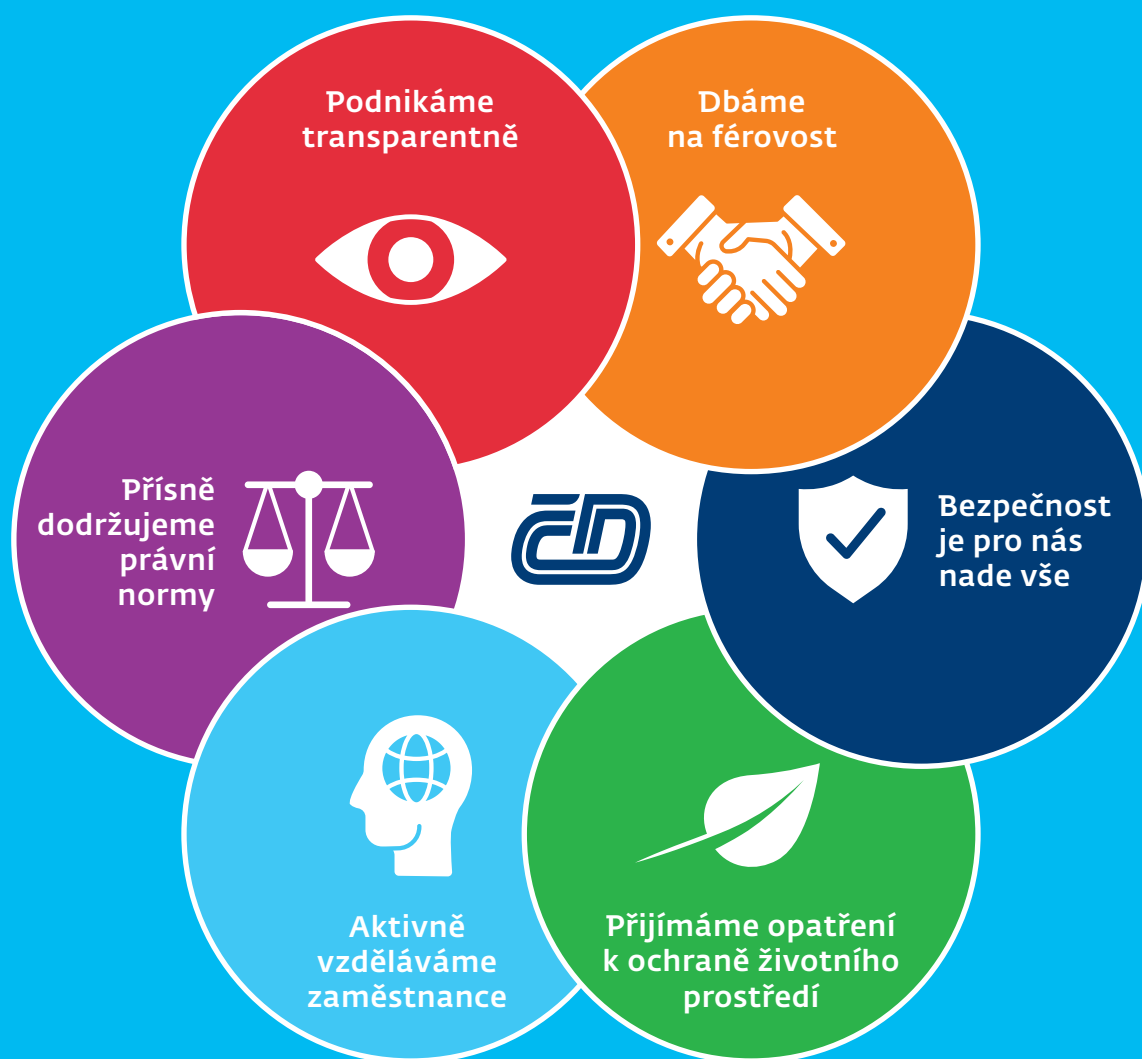 Podnikáme
transparentně
Dbáme
na férovost
Přísně
dodržujeme
právní
normy
ČD
Bezpečnost
je pro nás
nade vše
Aktivně
vzděláváme
zaměstnance
Přijímáme opatření
k ochraně životního
prostředí